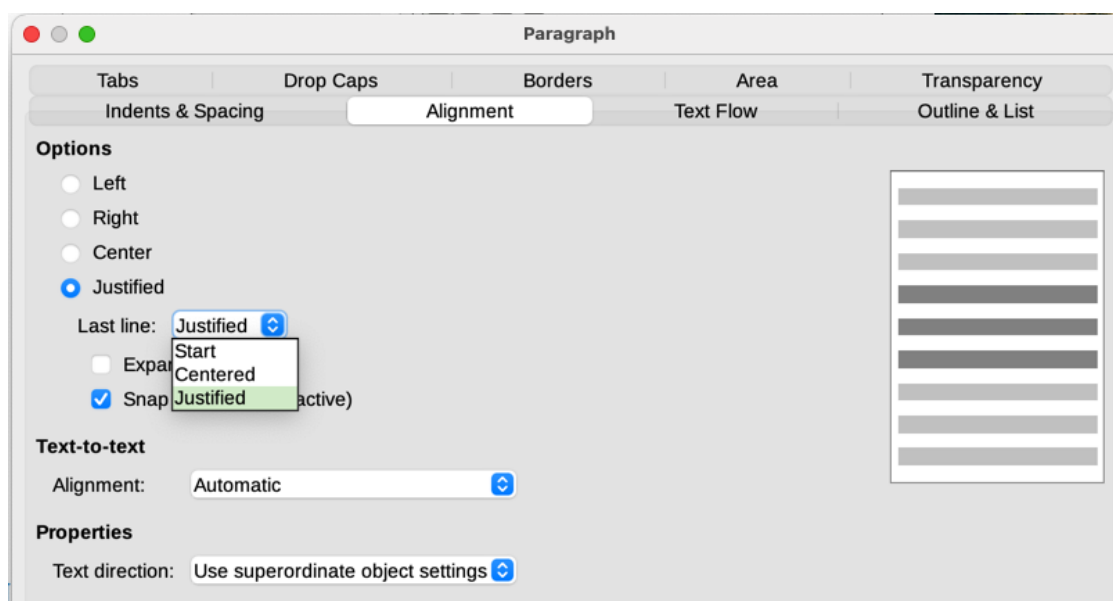 Paragraph
Tabs Drop Caps Borders Area Transparency
Indents & Spacing Alignment Text Flow Outline & List
Options
Left
Right
Center
Justified
Last line: Justified
Start
Centered
Justified
Snap active)
Text-to-text
Alignment: Automatic
Properties
Text direction: Use superordinate object settings